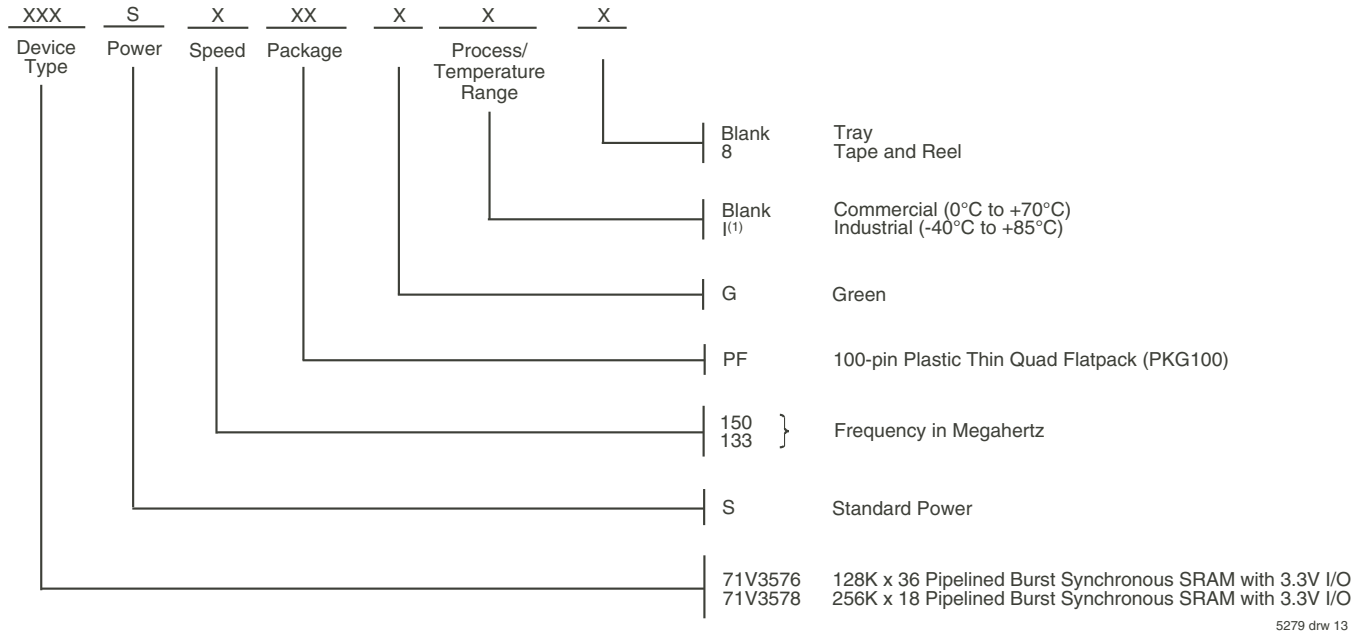 XXX S X XX X X X
Device Type Power Speed Package Process/ Temperature Range
Blank Tray
8 Tape and Reel
Blank Commercial (0°C to +70°C)
I(1) Industrial (-40°C to +85°C)
G Green
PF 100-pin Plastic Thin Quad Flatpack (PKG100)
150
133 } Frequency in Megahertz
S Standard Power
71V3576 128K x 36 Pipelined Burst Synchronous SRAM with 3.3V I/O
71V3578 256K x 18 Pipelined Burst Synchronous SRAM with 3.3V I/O
5279 drw 13